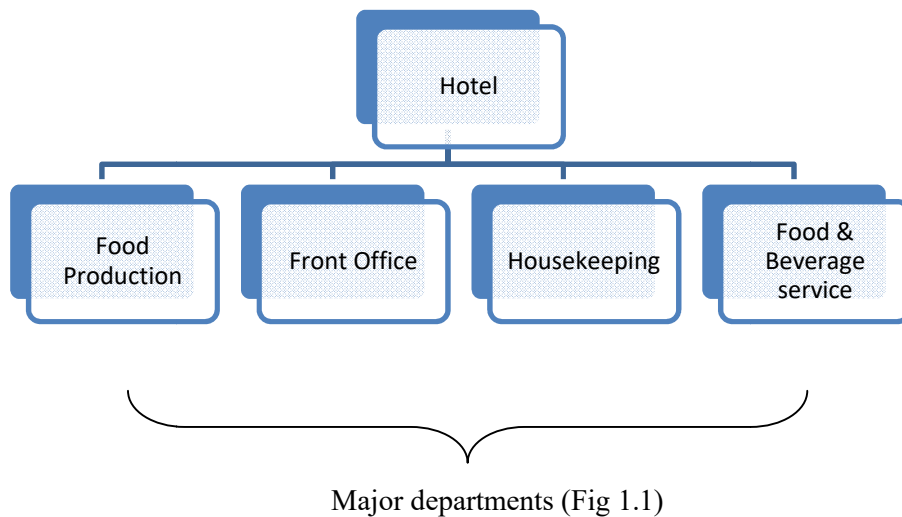 Hotel
Food
Production
Front Office
Housekeeping
Food &
Beverage
service
Major departments (Fig 1.1)